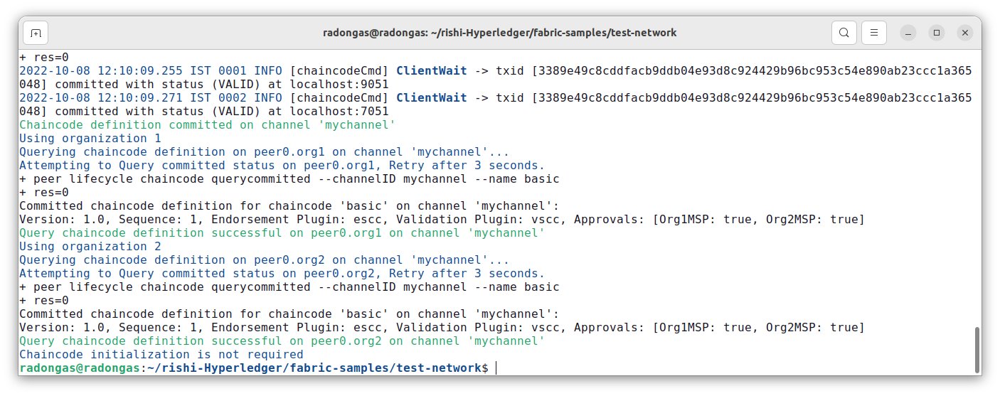 radongas@radongas: ~/rishi-Hyperledger/fabric-samples/test-network
+ res=0
2022-10-08 12:10:09.255 IST 0001 INFO [chaincodeCmd] ClientWait -> txid [3389e49c8cddfacb9ddb04e93d8c924429b96bc953c54e890ab23ccc1a365
048] committed with status (VALID) at localhost:9051
2022-10-08 12:10:09.271 IST 0002 INFO [chaincodeCmd] ClientWait -> txid [3389e49c8cddfacb9ddb04e93d8c924429b96bc953c54e890ab23ccc1a365
048] committed with status (VALID) at localhost:7051
Chaincode definition committed on channel 'mychannel'
Using organization 1
Querying chaincode definition on peer0.org1 on channel 'mychannel'...
Attempting to Query committed status on peer0.org1, Retry after 3 seconds.
+ peer lifecycle chaincode querycommitted --channelID mychannel --name basic
+ res=0
Committed chaincode definition for chaincode 'basic' on channel 'mychannel':
Version: 1.0, Sequence: 1, Endorsement Plugin: escc, Validation Plugin: vscc, Approvals: [Org1MSP: true, Org2MSP: true]
Query chaincode definition successful on peer0.org1 on channel 'mychannel'
Using organization 2
Querying chaincode definition on peer0.org2 on channel 'mychannel'...
Attempting to Query committed status on peer0.org2, Retry after 3 seconds.
+ peer lifecycle chaincode querycommitted --channelID mychannel --name basic
+ res=0
Committed chaincode definition for chaincode 'basic' on channel 'mychannel':
Version: 1.0, Sequence: 1, Endorsement Plugin: escc, Validation Plugin: vscc, Approvals: [Org1MSP: true, Org2MSP: true]
Query chaincode definition successful on peer0.org2 on channel 'mychannel'
Chaincode initialization is not required
radongas@radongas:~/rishi-Hyperledger/fabric-samples/test-network$